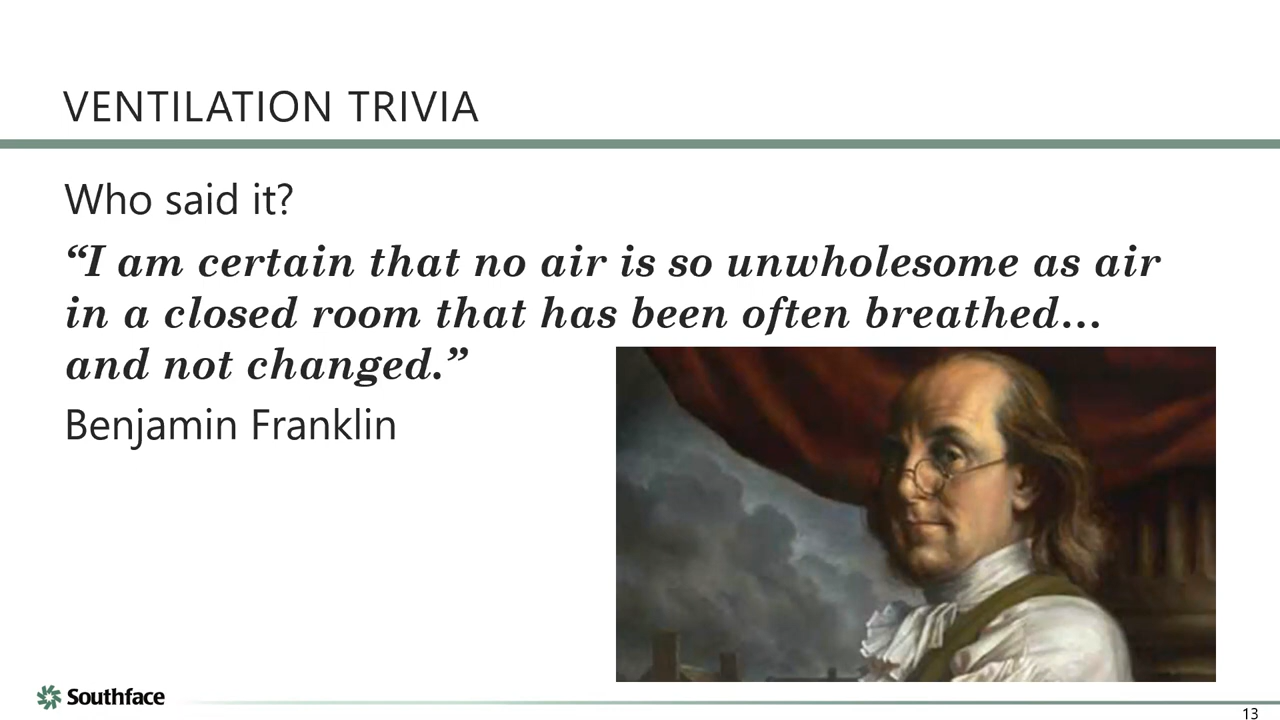 VENTILATION TRIVIA
Who said it?
“I am certain that no air is so unwholesome as air
in a closed room that has been often breathed…
and not changed.”
Benjamin Franklin
Southface
13